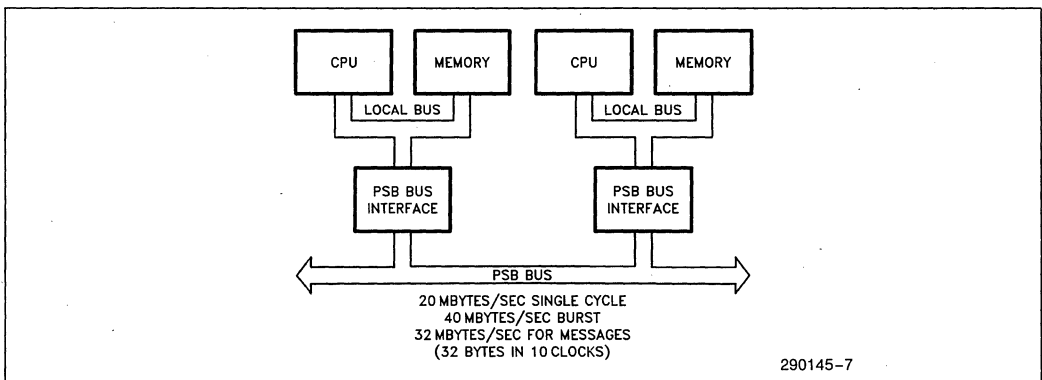 CPU
MEMORY
CPU
MEMORY
LOCAL BUS
LOCAL BUS
PSB BUS
INTERFACE
PSB BUS
INTERFACE
PSB BUS
20 MBYTES/SEC SINGLE CYCLE
40 MBYTES/SEC BURST
32 MBYTES/SEC FOR MESSAGES
(32 BYTES IN 10 CLOCKS)
290145-7